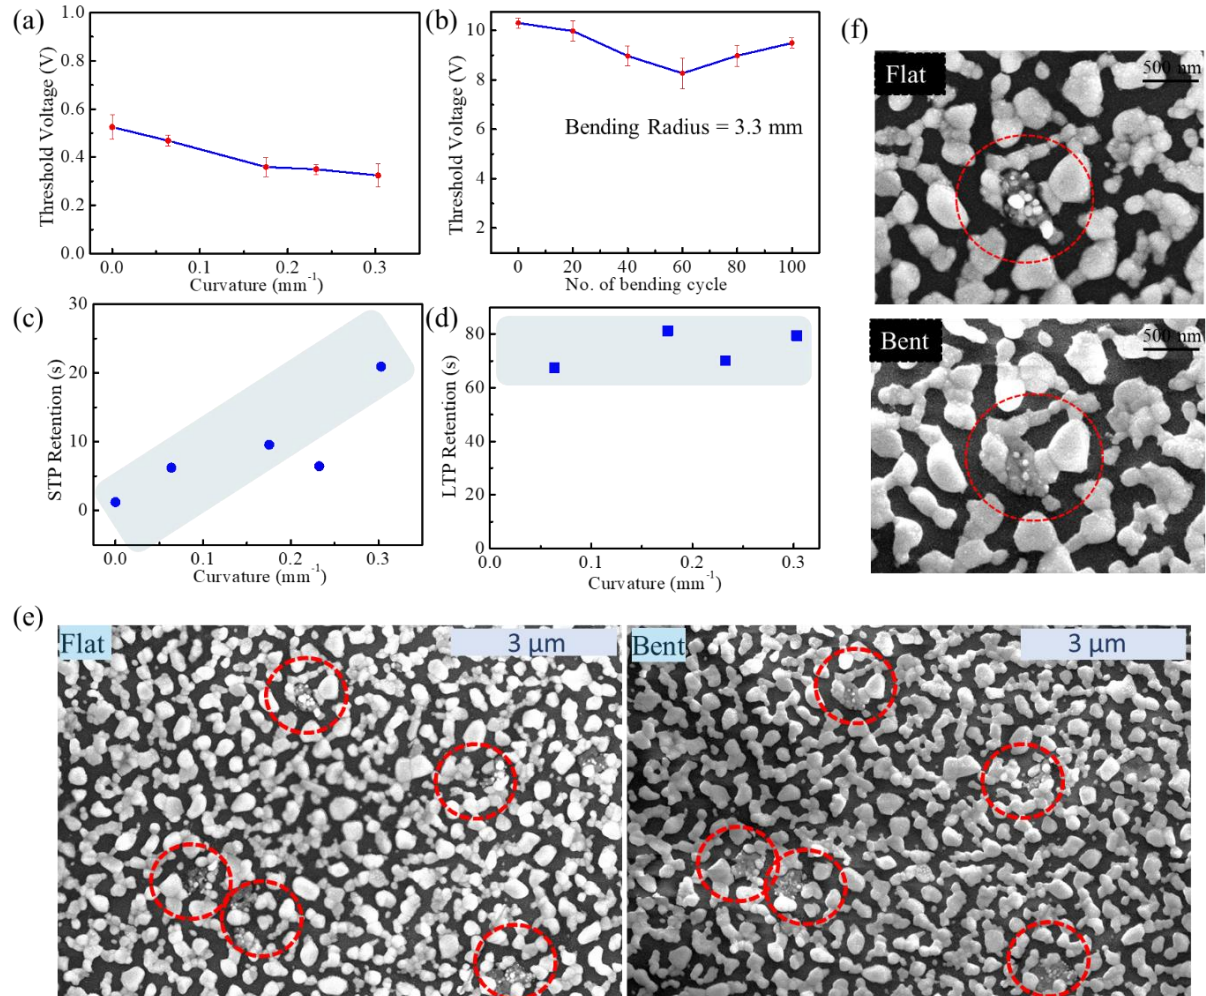 (a)
1.0
0.8
0.6
0.4
0.2
0.0
Threshold Voltage (V)
0.0 0.1 0.2 0.3
Curvature (mm⁻¹)
(b)
10
8
6
4
2
Threshold Voltage (V)
Bending Radius = 3.3 mm
0 20 40 60 80 100
No. of bending cycle
(f)
Flat
500 nm
Bent
500 nm
(c)
30
20
10
0
STP Retention (s)
0.0 0.1 0.2 0.3
Curvature (mm⁻¹)
(d)
80
60
40
20
0
LTP Retention (s)
0.0 0.1 0.2 0.3
Curvature (mm⁻¹)
(e)
Flat
3 μm
Bent
3 μm